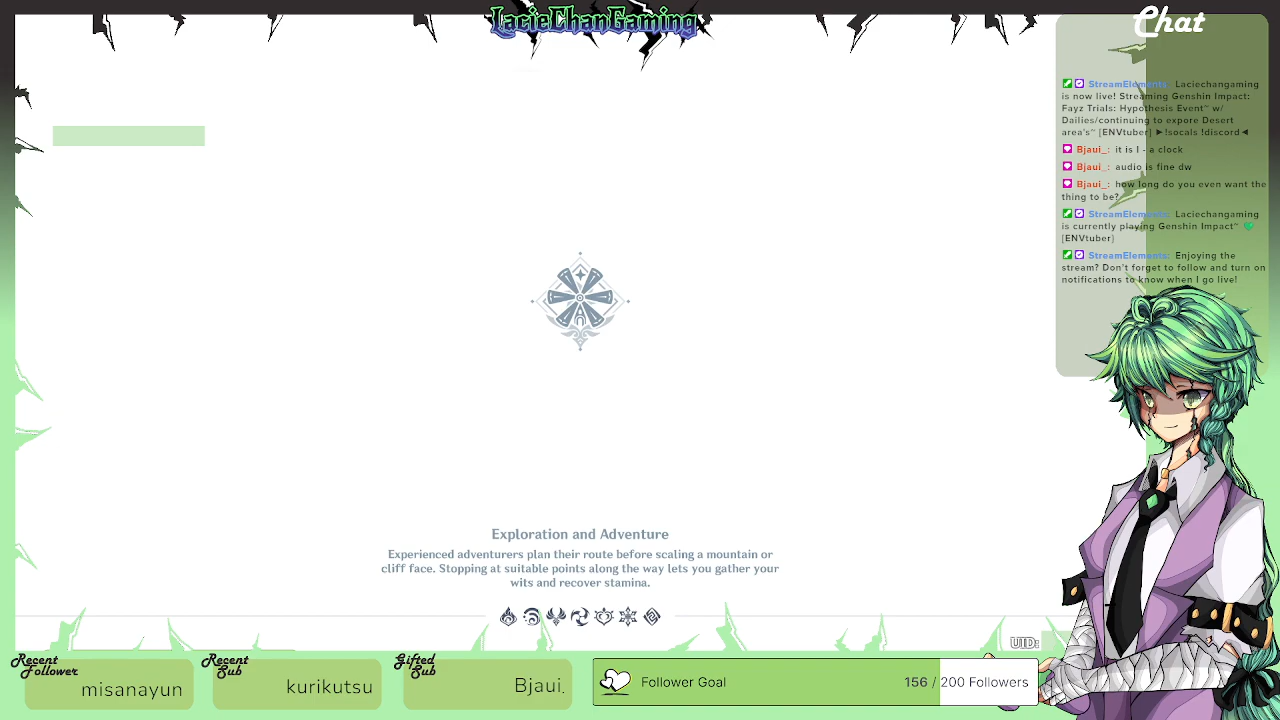 LacieChanGaming
Chat
StreamElements: Laciechangaming
is now live! Streaming Genshin Impact:
Fayz Trials: Hypothesis Event~ w/
Dailies/continuing to expore Desert
area's~ [ENVtuber] ►!socals !discord◄
Bjaui_: it is I - a clock
Bjaui_: audio is fine dw
Bjaui_: how long do you even want the
thing to be?
StreamElements: Laciechangaming
is currently playing Genshin Impact~ 💚
[ENVtuber]
StreamElements: Enjoying the
stream? Don't forget to follow and turn on
notifications to know when I go live!
Exploration and Adventure
Experienced adventurers plan their route before scaling a mountain or
cliff face. Stopping at suitable points along the way lets you gather your
wits and recover stamina.
UID:
Recent
Follower
misanayun
Recent
Sub
kurikutsu
Gifted
Sub
Bjaui_
Follower Goal
156 / 200 Followers